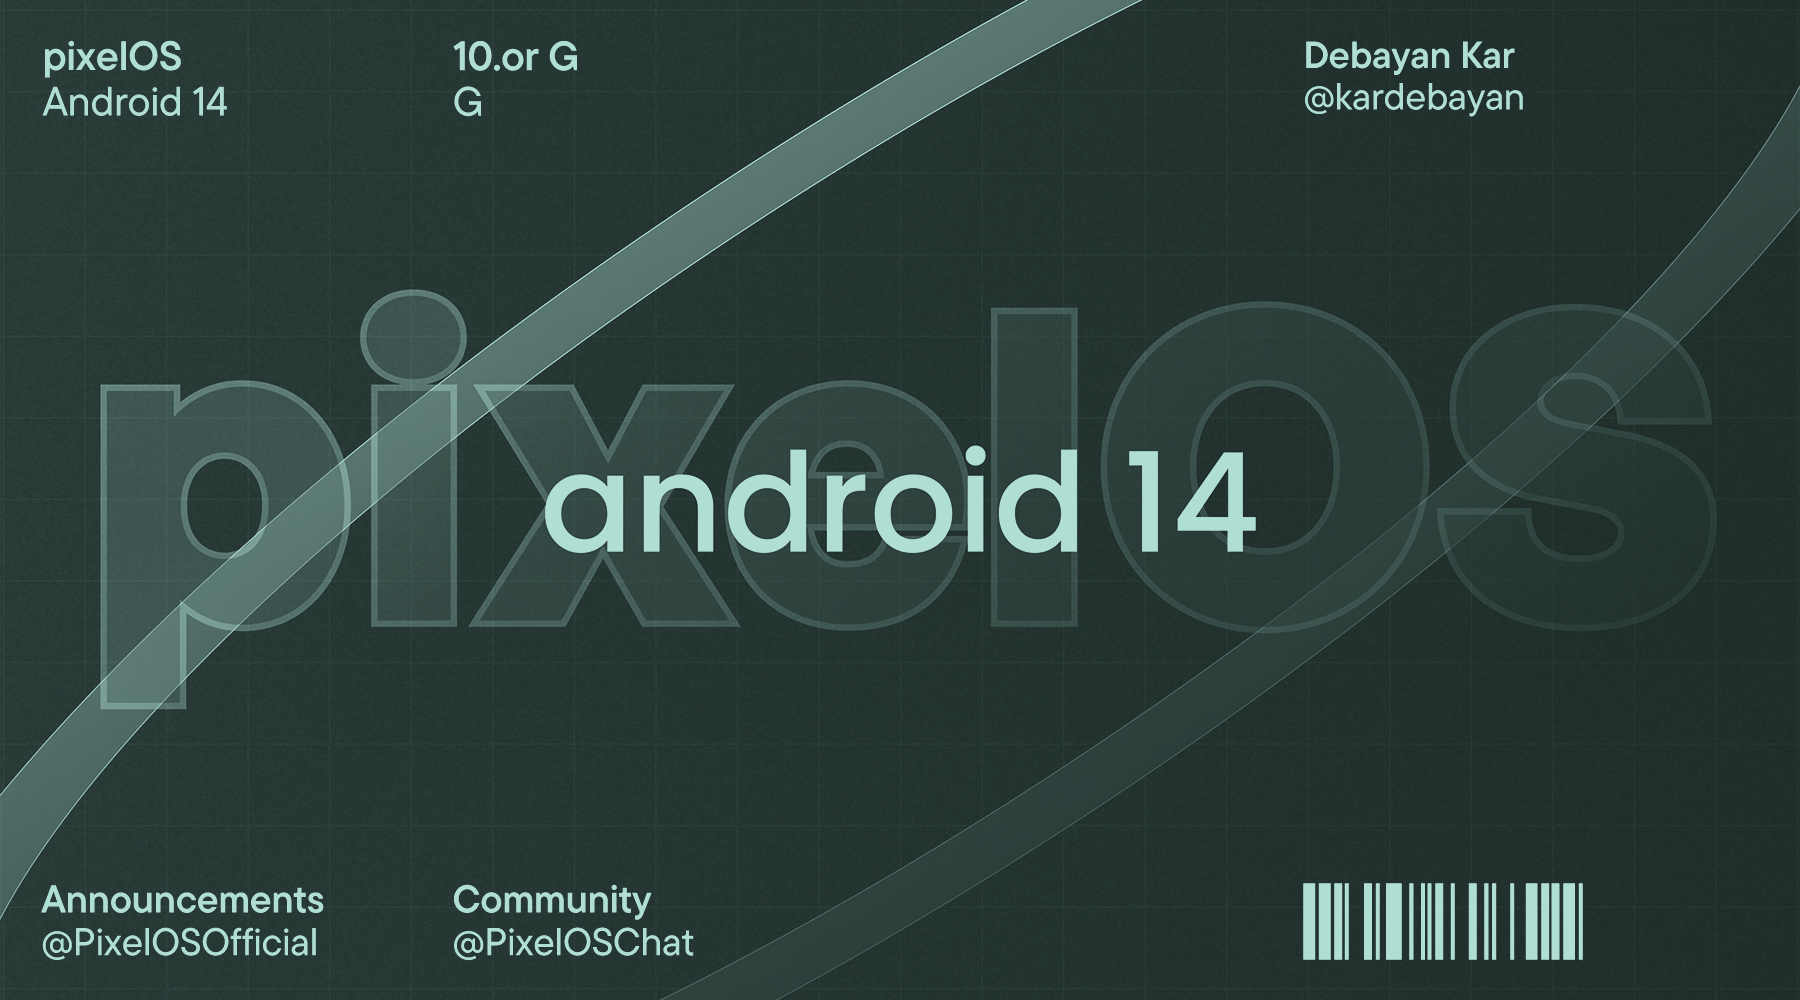 pixelOS
Android 14
10.or G
G
Debayan Kar
@kardebayan
pixelOS
android 14
Announcements
@PixelOSOfficial
Community
@PixelOSChat